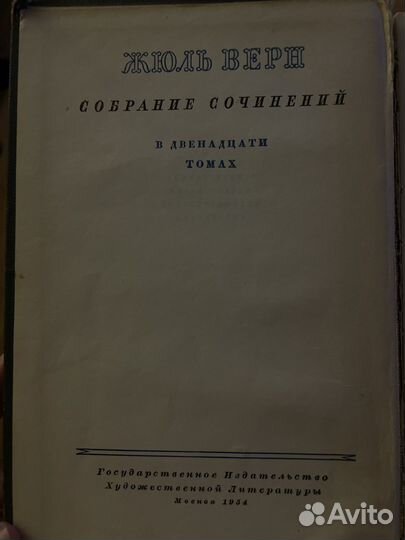 ЖЮЛЬ ВЕРН
СОБРАНИЕ СОЧИНЕНИЙ
В ДВЕНАДЦАТИ
ТОМАХ
Государственное Издательство
Художественной Литературы
Москва 1954
Avito